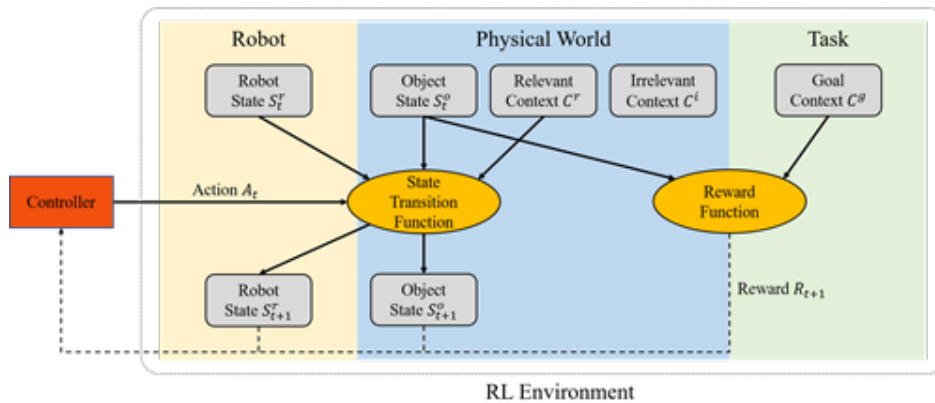 Robot
Physical World
Task
Robot
State $S_t^r$
Object
State $S_t^o$
Relevant
Context $C^r$
Irrelevant
Context $C^i$
Goal
Context $C^g$
Controller
Action $A_t$
State
Transition
Function
Reward
Function
Robot
State $S_{t+1}^r$
Object
State $S_{t+1}^o$
Reward $R_{t+1}$
RL Environment